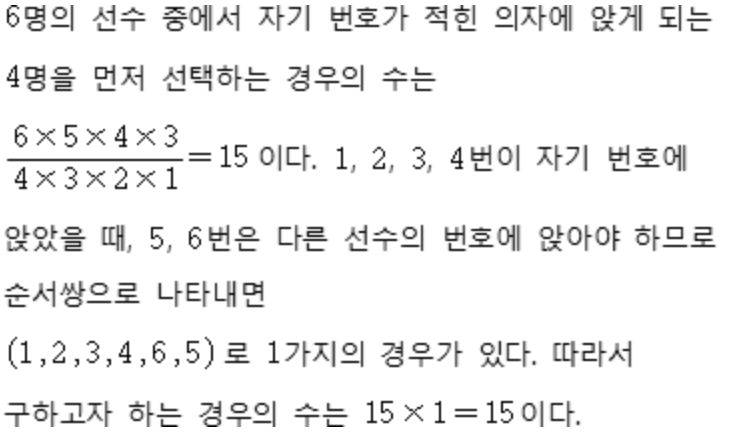 6명의 선수 중에서 자기 번호가 적힌 의자에 앉게 되는
4명을 먼저 선택하는 경우의 수는
\frac{6×5×4×3}{4×3×2×1}=15 이다. 1, 2, 3, 4번이 자기 번호에
앉았을 때, 5, 6번은 다른 선수의 번호에 앉아야 하므로
순서쌍으로 나타내면
(1,2,3,4,6,5)로 1가지의 경우가 있다. 따라서
구하고자 하는 경우의 수는 15×1=15이다.